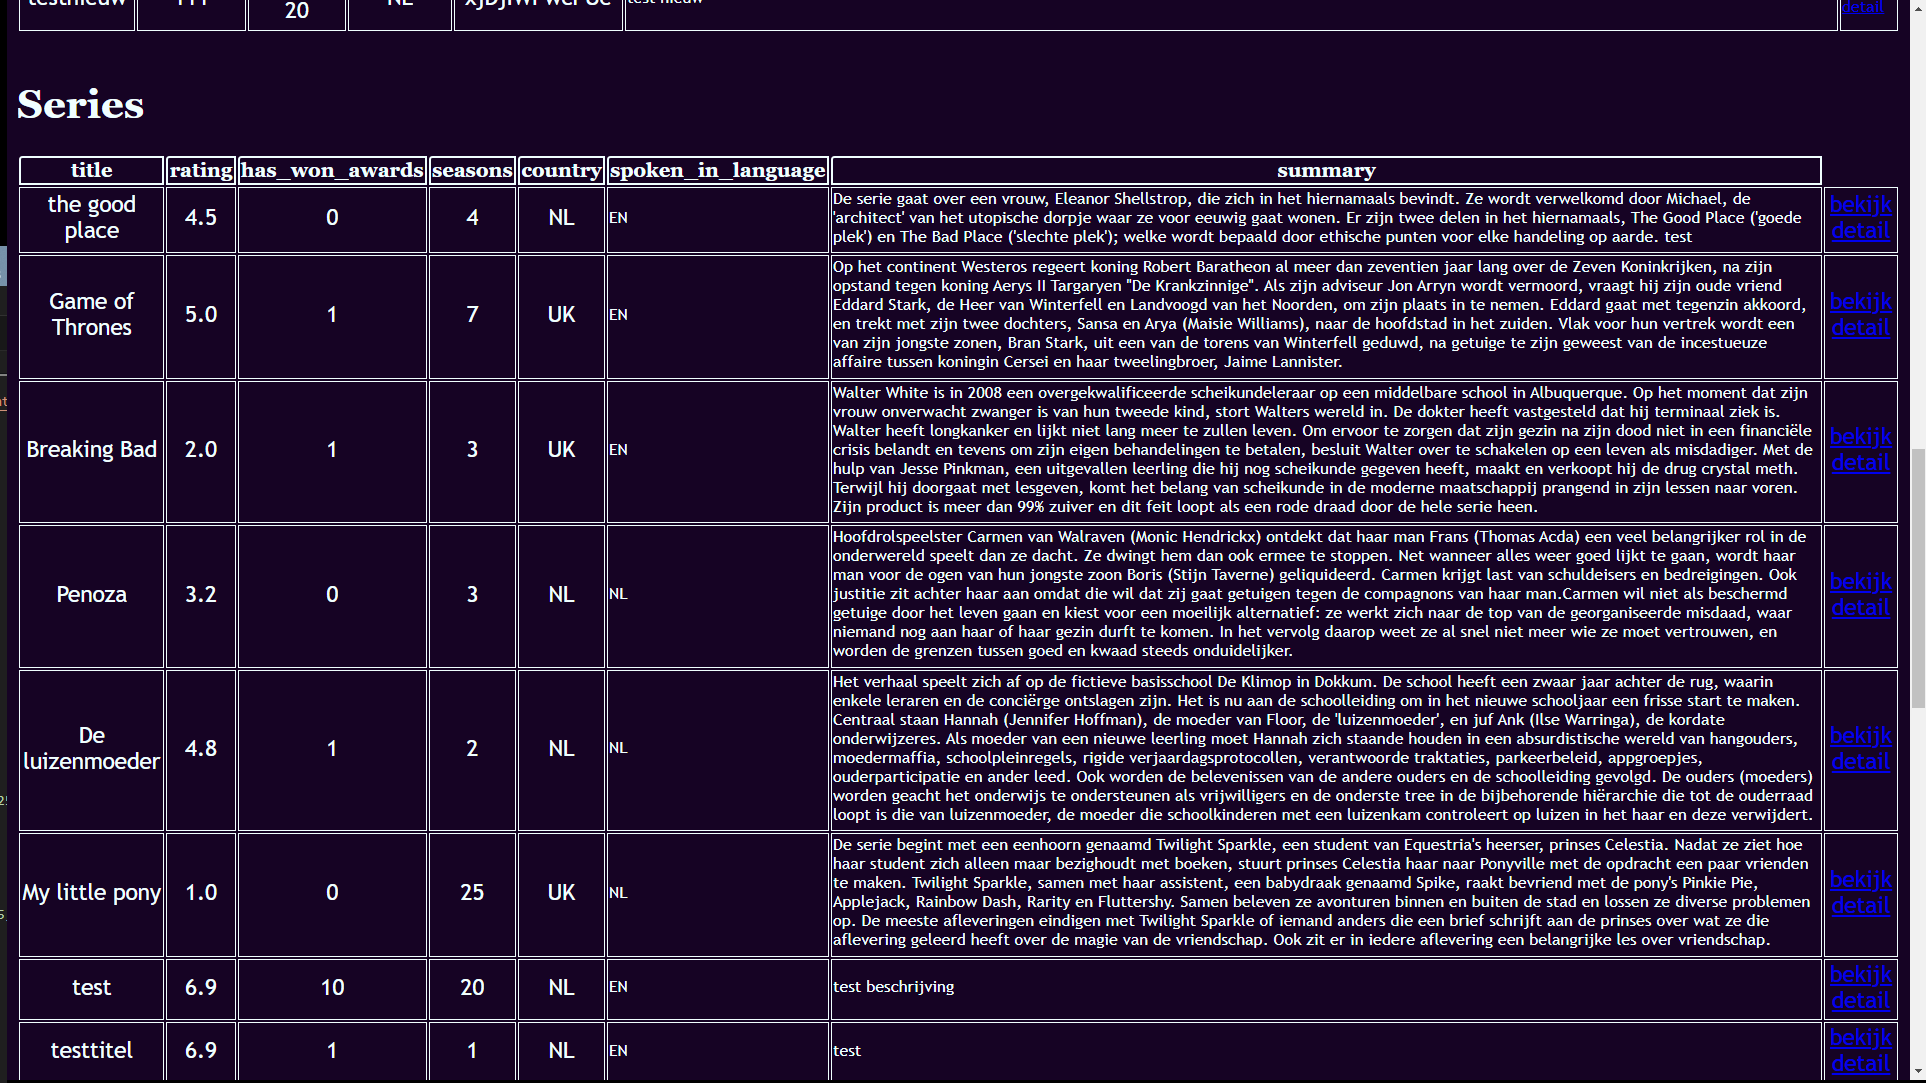 testnieuw
20
NL
test nieuw
detail
Series
title rating has_won_awards seasons country spoken_in_language summary
the good place 4.5 0 4 NL EN
De serie gaat over een vrouw, Eleanor Shellstrop, die zich in het hiernamaals bevindt. Ze wordt verwelkomd door Michael, de
'architect' van het utopische dorpje waar ze voor eeuwig gaat wonen. Er zijn twee delen in het hiernamaals, The Good Place ('goede
plek') en The Bad Place ('slechte plek'); welke wordt bepaald door ethische punten voor elke handeling op aarde. test
bekijk
detail
Game of Thrones 5.0 1 7 UK EN
Op het continent Westeros regeert koning Robert Baratheon al meer dan zeventien jaar lang over de Zeven Koninkrijken, na zijn
opstand tegen koning Aerys II Targaryen "De Krankzinnige". Als zijn adviseur Jon Arryn wordt vermoord, vraagt hij zijn oude vriend
Eddard Stark, de Heer van Winterfell en Landvoogd van het Noorden, om zijn plaats in te nemen. Eddard gaat met tegenzin akkoord,
en trekt met zijn twee dochters, Sansa en Arya (Maisie Williams), naar de hoofdstad in het zuiden. Vlak voor hun vertrek wordt een
van zijn jongste zonen, Bran Stark, uit een van de torens van Winterfell geduwd, na getuige te zijn geweest van de incestueuze
affaire tussen koningin Cersei en haar tweelingbroer, Jaime Lannister.
bekijk
detail
Breaking Bad 2.0 1 3 UK EN
Walter White is in 2008 een overgekwalificeerde scheikundeleraar op een middelbare school in Albuquerque. Op het moment dat zijn
vrouw onverwacht zwanger is van hun tweede kind, stort Walters wereld in. De dokter heeft vastgesteld dat hij terminaal ziek is.
Walter heeft longkanker en lijkt niet lang meer te zullen leven. Om ervoor te zorgen dat zijn gezin na zijn dood niet in een financiële
crisis belandt en tevens om zijn eigen behandelingen te betalen, besluit Walter over te schakelen op een leven als misdadiger. Met de
hulp van Jesse Pinkman, een uitgevallen leerling die hij nog scheikunde gegeven heeft, maakt en verkoopt hij de drug crystal meth.
Terwijl hij doorgaat met lesgeven, komt het belang van scheikunde in de moderne maatschappij prangend in zijn lessen naar voren.
Zijn product is meer dan 99% zuiver en dit feit loopt als een rode draad door de hele serie heen.
bekijk
detail
Penoza 3.2 0 3 NL NL
Hoofdrolspeelster Carmen van Walraven (Monic Hendrickx) ontdekt dat haar man Frans (Thomas Acda) een veel belangrijker rol in de
onderwereld speelt dan ze dacht. Ze dwingt hem dan ook ermee te stoppen. Net wanneer alles weer goed lijkt te gaan, wordt haar
man voor de ogen van hun jongste zoon Boris (Stijn Taverne) geliquideerd. Carmen krijgt last van schuldeisers en bedreigingen. Ook
justitie zit achter haar aan omdat die wil dat zij gaat getuigen tegen de compagnons van haar man.Carmen wil niet als beschermd
getuige door het leven gaan en kiest voor een moeilijk alternatief: ze werkt zich naar de top van de georganiseerde misdaad, waar
niemand nog aan haar of haar gezin durft te komen. In het vervolg daarop weet ze al snel niet meer wie ze moet vertrouwen, en
worden de grenzen tussen goed en kwaad steeds onduidelijker.
bekijk
detail
De luizenmoeder 4.8 1 2 NL NL
Het verhaal speelt zich af op de fictieve basisschool De Klimop in Dokkum. De school heeft een zwaar jaar achter de rug, waarin
enkele leraren en de conciërge ontslagen zijn. Het is nu aan de schoolleiding om in het nieuwe schooljaar een frisse start te maken.
Centraal staan Hannah (Jennifer Hoffman), de moeder van Floor, de 'luizenmoeder', en juf Ank (Ilse Warringa), de kordate
onderwijzeres. Als moeder van een nieuwe leerling moet Hannah zich staande houden in een absurdistische wereld van hangouders,
moedermaffia, schoolpleinregels, rigide verjaardagsprotocollen, verantwoorde traktaties, parkeerbeleid, appgroepjes,
ouderparticipatie en ander leed. Ook worden de belevenissen van de andere ouders en de schoolleiding gevolgd. De ouders (moeders)
worden geacht het onderwijs te ondersteunen als vrijwilligers en de onderste tree in de bijbehorende hiërarchie die tot de ouderraad
loopt is die van luizenmoeder, de moeder die schoolkinderen met een luizenkam controleert op luizen in het haar en deze verwijdert.
bekijk
detail
My little pony 1.0 0 25 UK NL
De serie begint met een eenhoorn genaamd Twilight Sparkle, een student van Equestria's heerser, prinses Celestia. Nadat ze ziet hoe
haar student zich alleen maar bezighoudt met boeken, stuurt prinses Celestia haar naar Ponyville met de opdracht een paar vrienden
te maken. Twilight Sparkle, samen met haar assistent, een babydraak genaamd Spike, raakt bevriend met de pony's Pinkie Pie,
Applejack, Rainbow Dash, Rarity en Fluttershy. Samen beleven ze avonturen binnen en buiten de stad en lossen ze diverse problemen
op. De meeste afleveringen eindigen met Twilight Sparkle of iemand anders die een brief schrijft aan de prinses over wat ze die
aflevering geleerd heeft over de magie van de vriendschap. Ook zit er in iedere aflevering een belangrijke les over vriendschap.
bekijk
detail
test 6.9 10 20 NL EN test beschrijving
bekijk
detail
testtitel 6.9 1 1 NL EN test
bekijk
detail